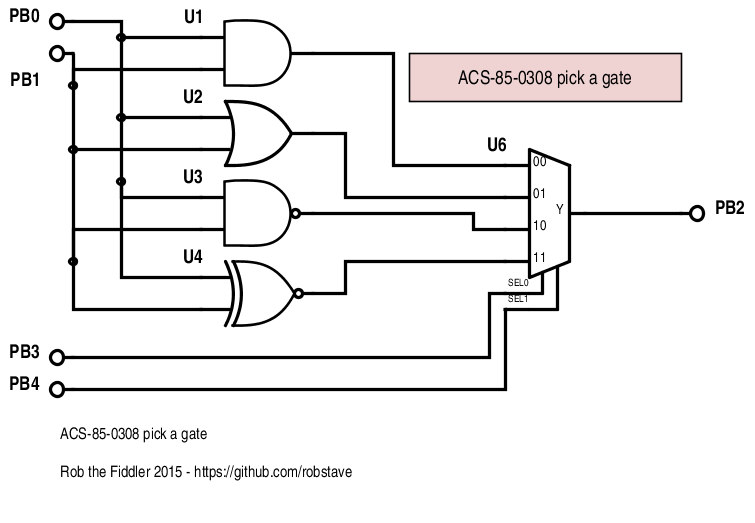 PB0
U1
PB1
ACS-85-0308 pick a gate
U2
U6
00
U3
01
Y
PB2
10
U4
11
SEL0
SEL1
PB3
PB4
ACS-85-0308 pick a gate
Rob the Fiddler 2015 - https://github.com/robstave